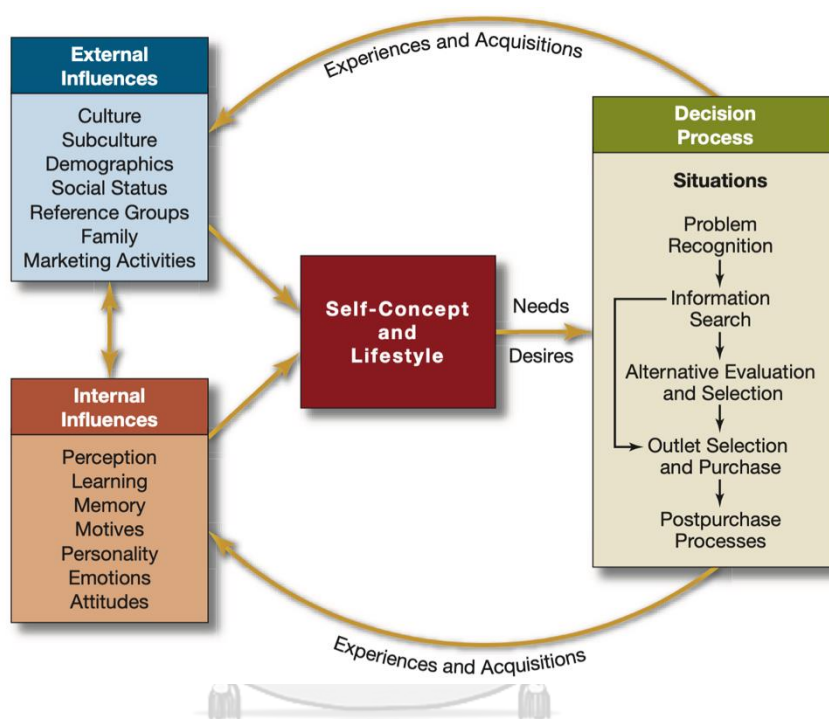 Experiences and Acquisitions
External
Influences
Culture
Subculture
Demographics
Social Status
Reference Groups
Family
Marketing Activities
Internal
Influences
Perception
Learning
Memory
Motives
Personality
Emotions
Attitudes
Self-Concept
and
Lifestyle
Needs
Desires
Decision
Process
Situations
Problem
Recognition
Information
Search
Alternative Evaluation
and Selection
Outlet Selection
and Purchase
Postpurchase
Processes
Experiences and Acquisitions